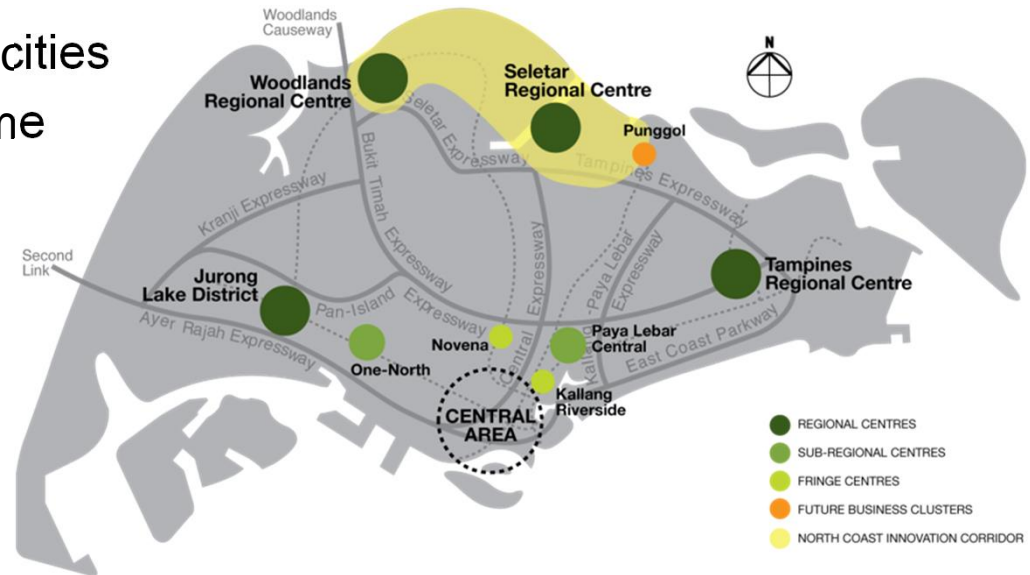 cities
me
Woodlands
Causeway
N
Woodlands
Regional Centre
Seletar
Regional Centre
Punggol
Seletar Expressway
Tampines Expressway
Bukit Timah Expressway
Kranji Expressway
Second
Link
Jurong
Lake District
Pan-Island Expressway
Ayer Rajah Expressway
Central Expressway
Kallang-Paya Lebar
Expressway
Tampines
Regional Centre
East Coast Parkway
Novena
Paya Lebar
Central
One-North
Kallang
Riverside
CENTRAL
AREA
REGIONAL CENTRES
SUB-REGIONAL CENTRES
FRINGE CENTRES
FUTURE BUSINESS CLUSTERS
NORTH COAST INNOVATION CORRIDOR